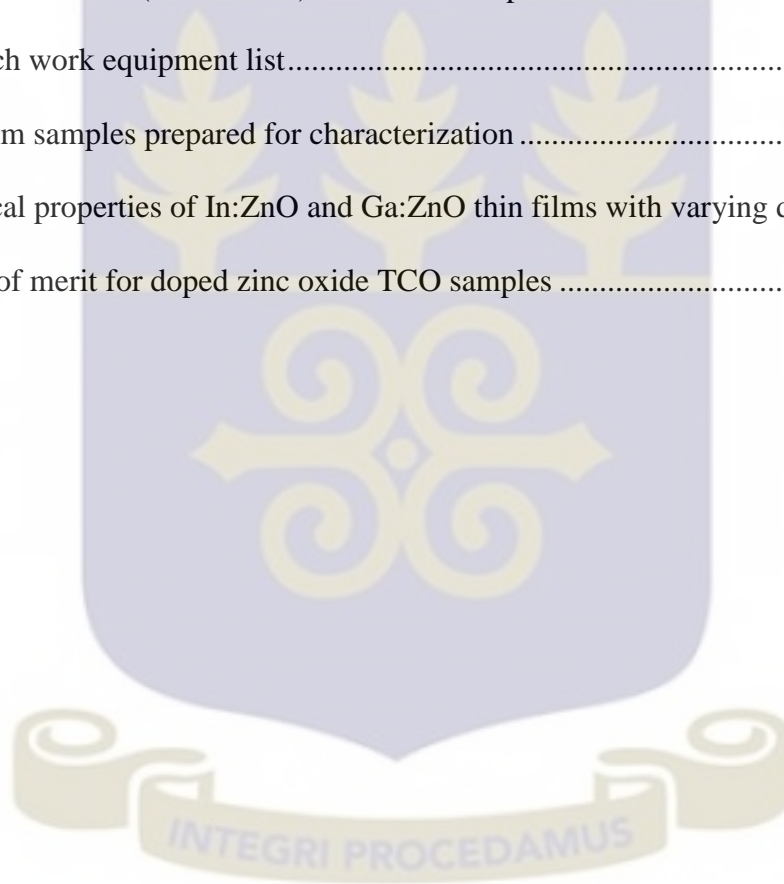 ch work equipment list
m samples prepared for characterization
cal properties of In:ZnO and Ga:ZnO thin films with varying
of merit for doped zinc oxide TCO samples
INTEGRI PROCEDAMUS